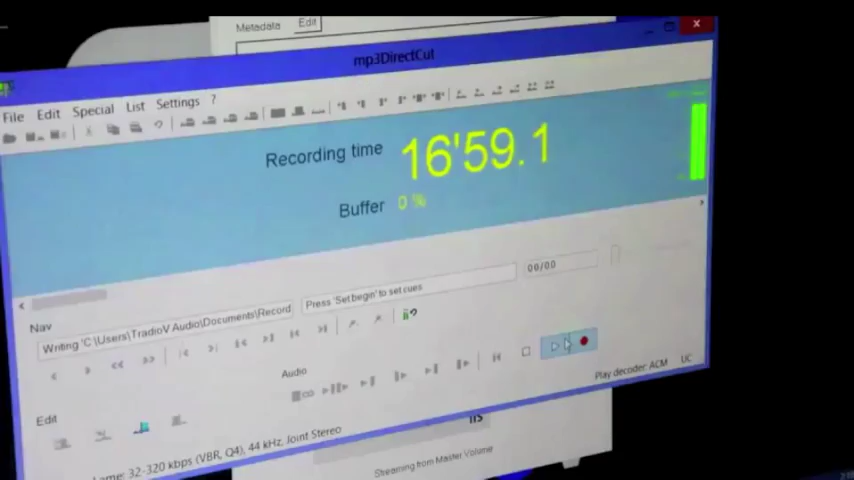 Metadata Edit
mp3DirectCut
File Edit Special List Settings ?
Recording time 16'59.1
Buffer 0 %
Nav
Writing 'C:\Users\TradioV Audio\Documents\Record
Press 'Set begin' to set cues
00/00
Audio
Edit
Play decoder: ACM UC
Lame: 32-320 kbps (VBR, Q4), 44 kHz, Joint Stereo
Streaming from Master Volume